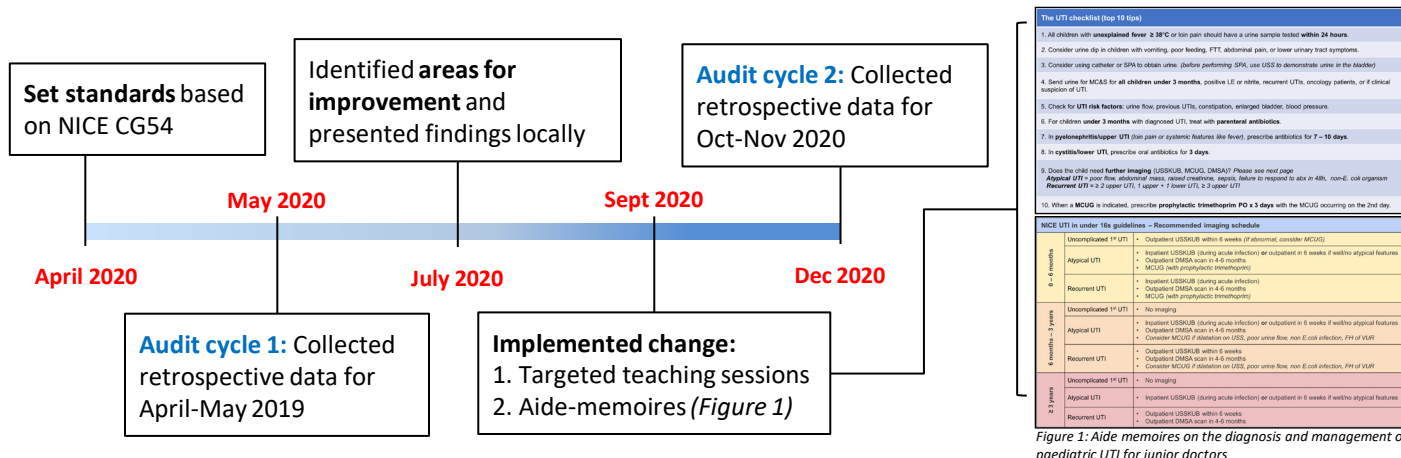 Set standards based
on NICE CG54
Identified areas for
improvement and
presented findings locally
Audit cycle 2: Collected
retrospective data for
Oct-Nov 2020
May 2020
Sept 2020
April 2020
July 2020
Dec 2020
Audit cycle 1: Collected
retrospective data for
April-May 2019
Implemented change:
1. Targeted teaching sessions
2. Aide-memoires (Figure 1)
The UTI checklist (top 10 tips)
1. All children with unexplained fever ≥ 38°C or loin pain should have a urine sample tested within 24 hours.
2. Consider urine dip in children with vomiting, poor feeding, FTT, abdominal pain, or lower urinary tract symptoms.
3. Consider using catheter or SPA to obtain urine. (before performing SPA, use USS to demonstrate urine in the bladder)
4. Send urine for MC&S for all children under 3 months, positive LE or nitrite, recurrent UTIs, oncology patients, or if clinical
suspicion of UTI.
5. Check for UTI risk factors: urine flow, previous UTIs, constipation, enlarged bladder, blood pressure.
6. For children under 3 months with diagnosed UTI, treat with parenteral antibiotics.
7. In pyelonephritis/upper UTI (loin pain or systemic features like fever), prescribe antibiotics for 7 – 10 days.
8. In cystitis/lower UTI, prescribe oral antibiotics for 3 days.
9. Does the child need further imaging (USSKUB, MCUG, DMSA)? Please see next page
Atypical UTI = poor flow, abdominal mass, raised creatinine, sepsis, failure to respond to abx in 48h, non-E. coli organism
Recurrent UTI = ≥ 2 upper UTI, 1 upper + 1 lower UTI, ≥ 3 upper UTI
10. When a MCUG is indicated, prescribe prophylactic trimethoprim PO x 3 days with the MCUG occurring on the 2nd day.
NICE UTI in under 16s guidelines – Recommended imaging schedule
0 – 6 months
Uncomplicated 1st UTI • Outpatient USSKUB within 6 weeks (if abnormal, consider MCUG)
Atypical UTI
• Inpatient USSKUB (during acute infection) or outpatient in 6 weeks if well/no atypical features
• Outpatient DMSA scan in 4-6 months
• MCUG (with prophylactic trimethoprim)
Recurrent UTI
• Inpatient USSKUB (during acute infection)
• Outpatient DMSA scan in 4-6 months
• MCUG (with prophylactic trimethoprim)
6 months – 3 years
Uncomplicated 1st UTI • No imaging
Atypical UTI
• Inpatient USSKUB (during acute infection) or outpatient in 6 weeks if well/no atypical features
• Outpatient DMSA scan in 4-6 months
• Consider MCUG if dilatation on USS, poor urine flow, non E.coli infection, FH of VUR
Recurrent UTI
• Outpatient USSKUB within 6 weeks
• Outpatient DMSA scan in 4-6 months
• Consider MCUG if dilatation on USS, poor urine flow, non E.coli infection, FH of VUR
≥ 3 years
Uncomplicated 1st UTI • No imaging
Atypical UTI • Inpatient USSKUB (during acute infection) or outpatient in 6 weeks if well/no atypical features
Recurrent UTI
• Outpatient USSKUB within 6 weeks
• Outpatient DMSA scan in 4-6 months
Figure 1: Aide memoires on the diagnosis and management o
paediatric UTI for junior doctors